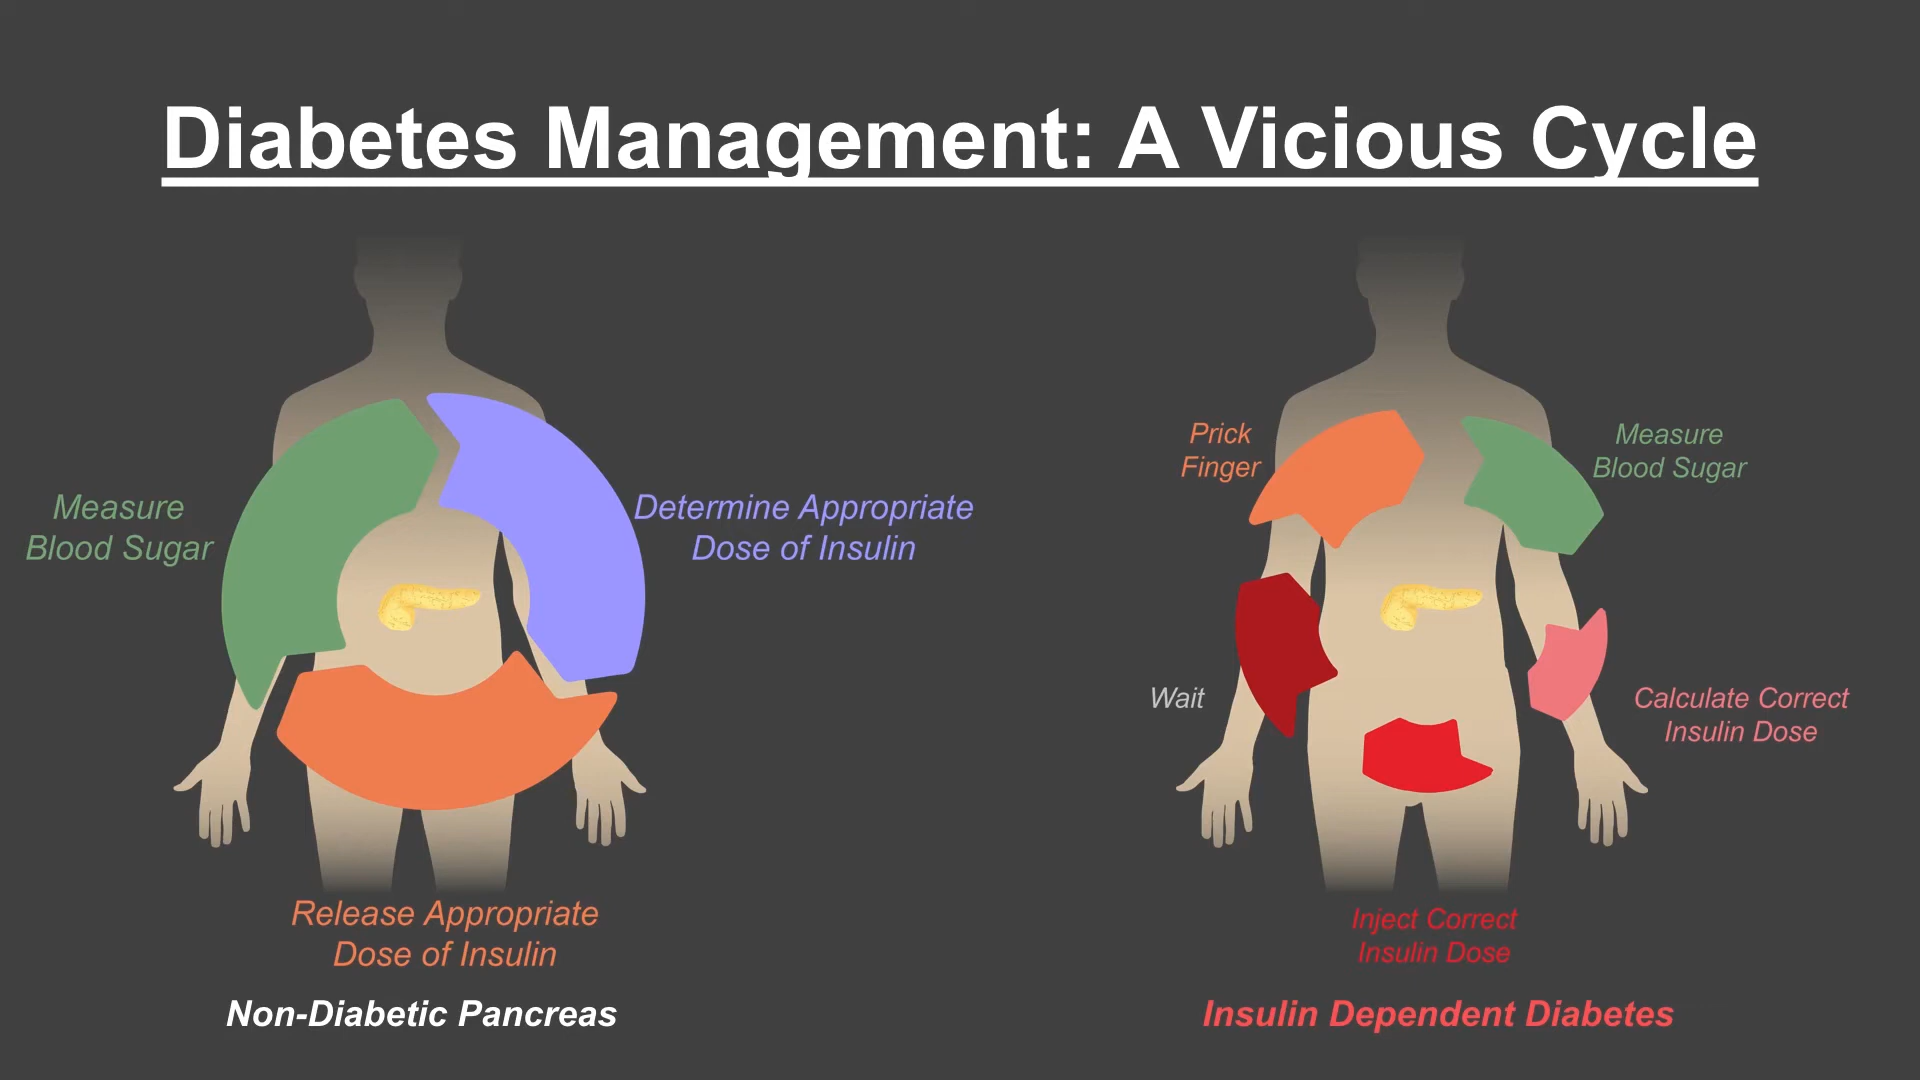 Diabetes Management: A Vicious Cycle
Measure
Blood Sugar
Determine Appropriate
Dose of Insulin
Release Appropriate
Dose of Insulin
Non-Diabetic Pancreas
Prick
Finger
Measure
Blood Sugar
Calculate Correct
Insulin Dose
Inject Correct
Insulin Dose
Wait
Insulin Dependent Diabetes